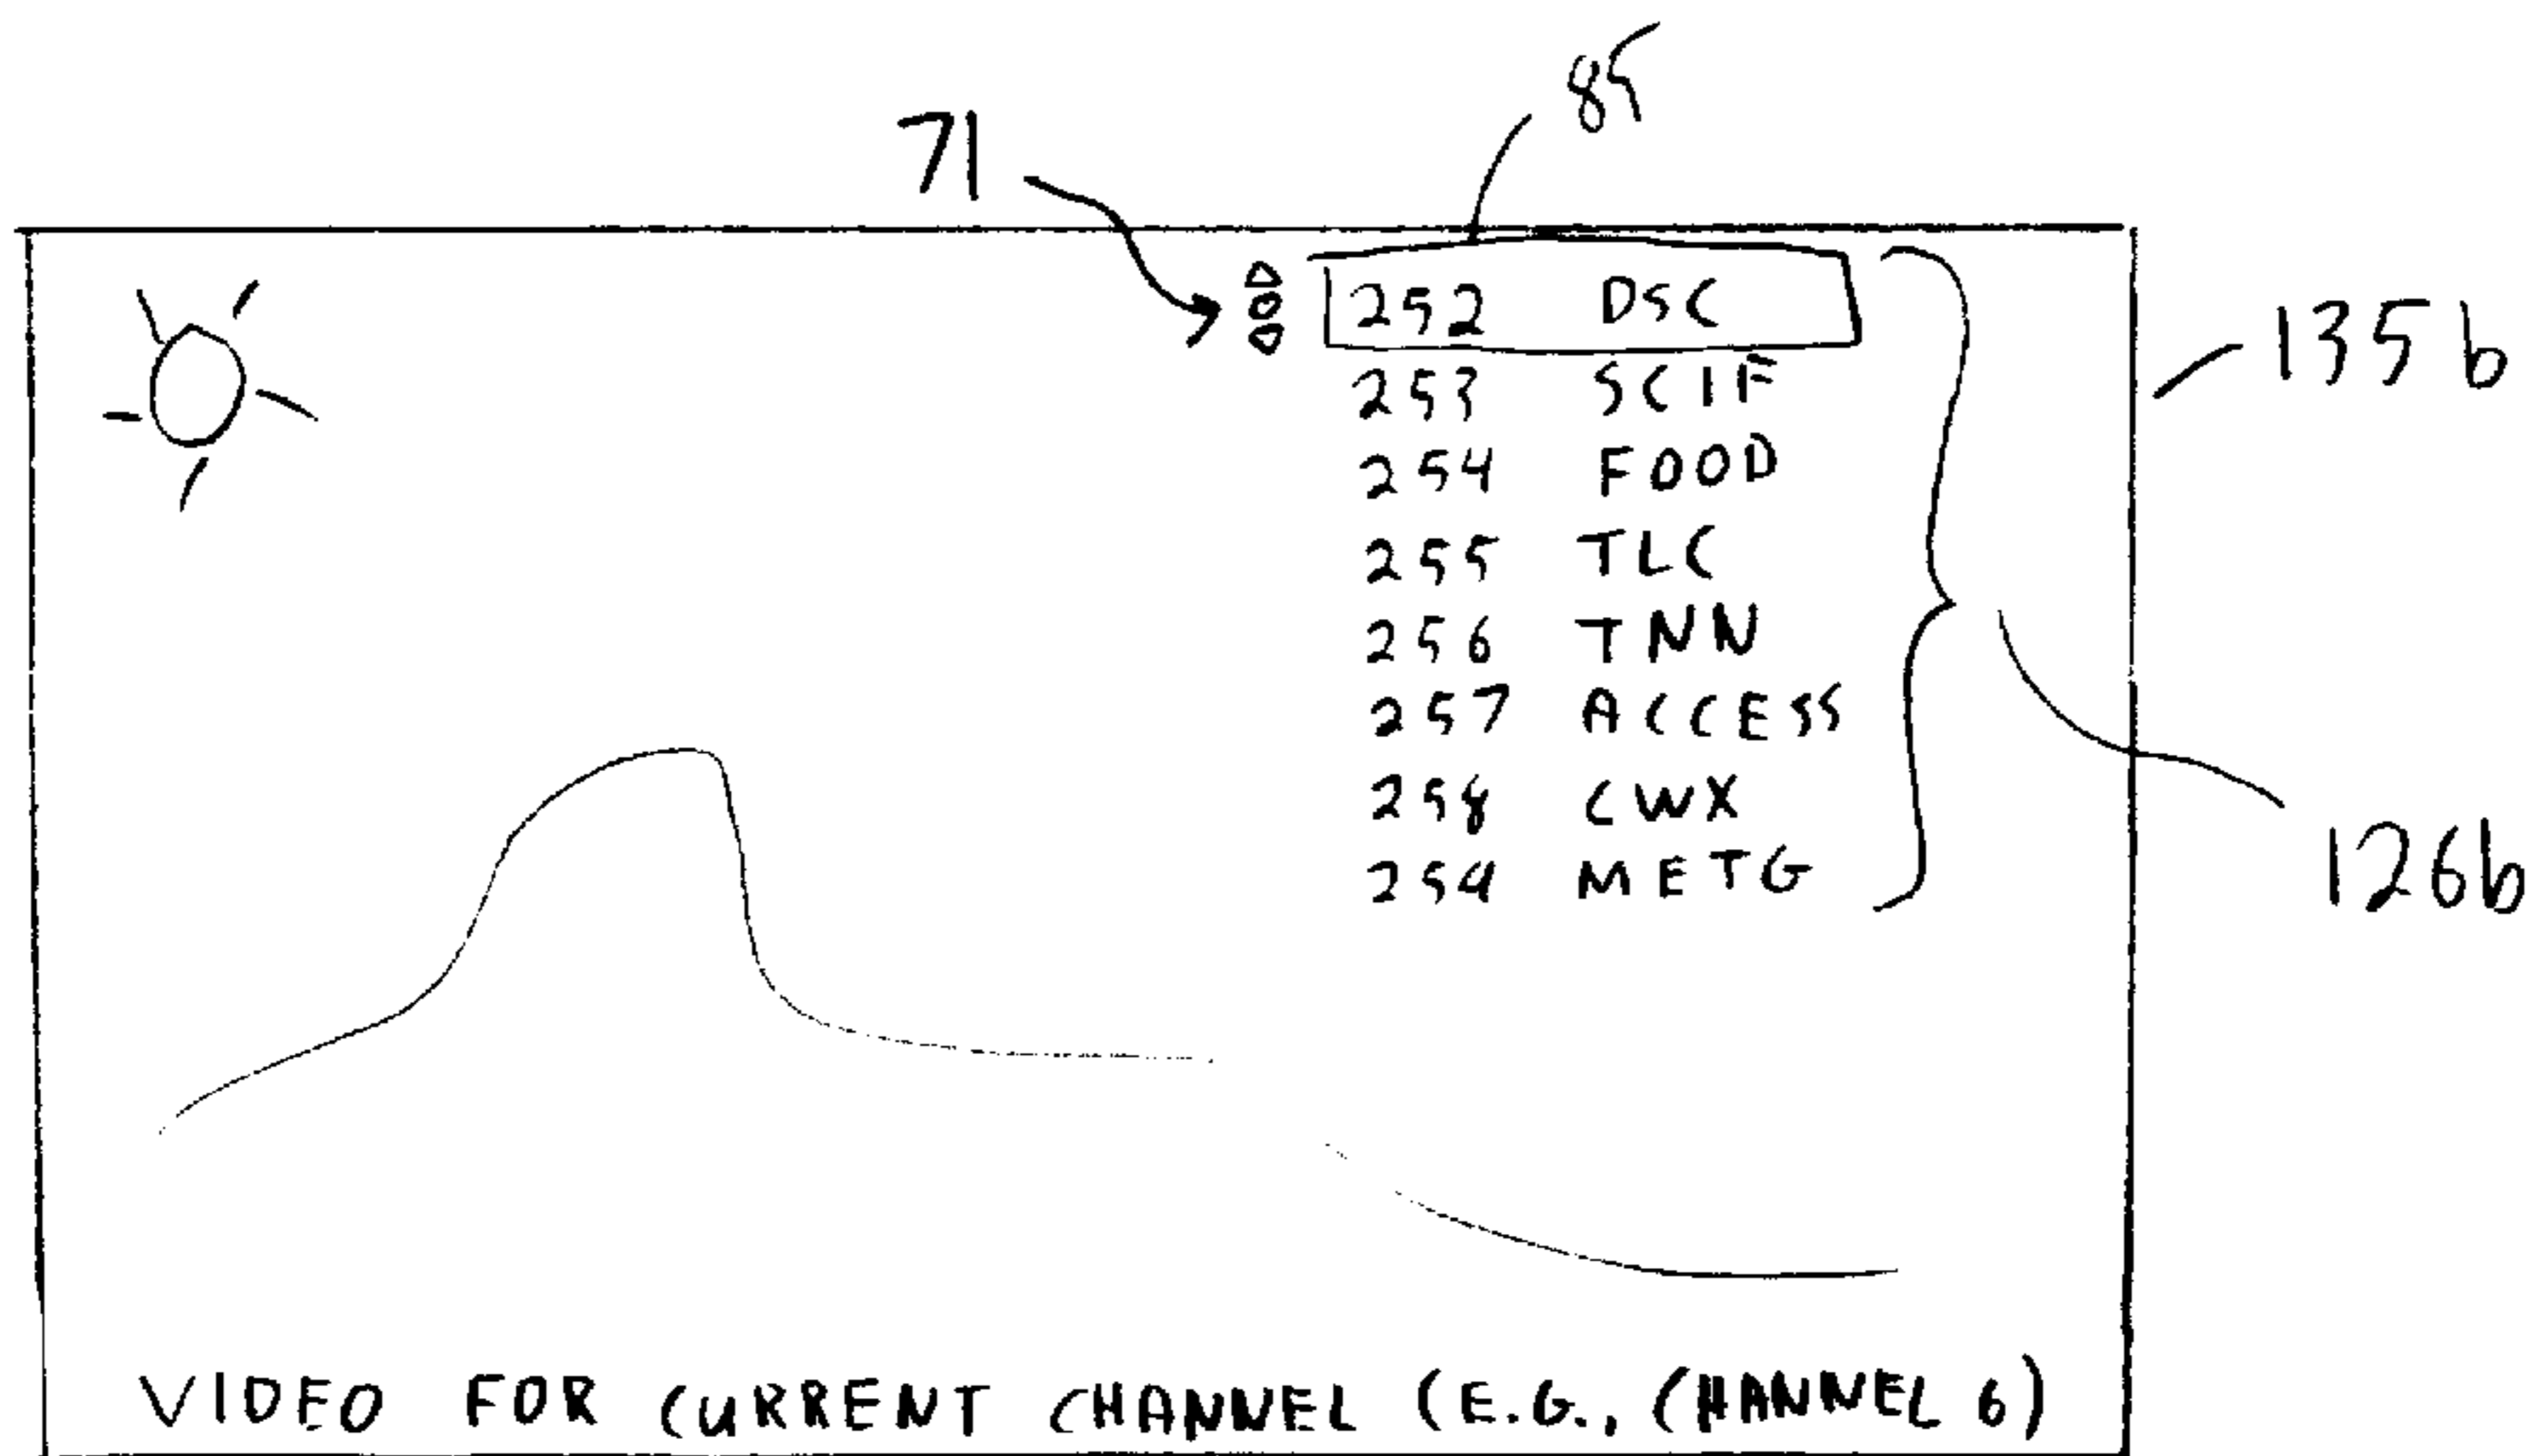 85
71
252 DSC
135b
253 SCIF
254 FOOD
255 TLC
256 TNN
257 ACCESS
258 CWX
126b
259 METG
VIDEO FOR CURRENT CHANNEL (E.G., CHANNEL 6)